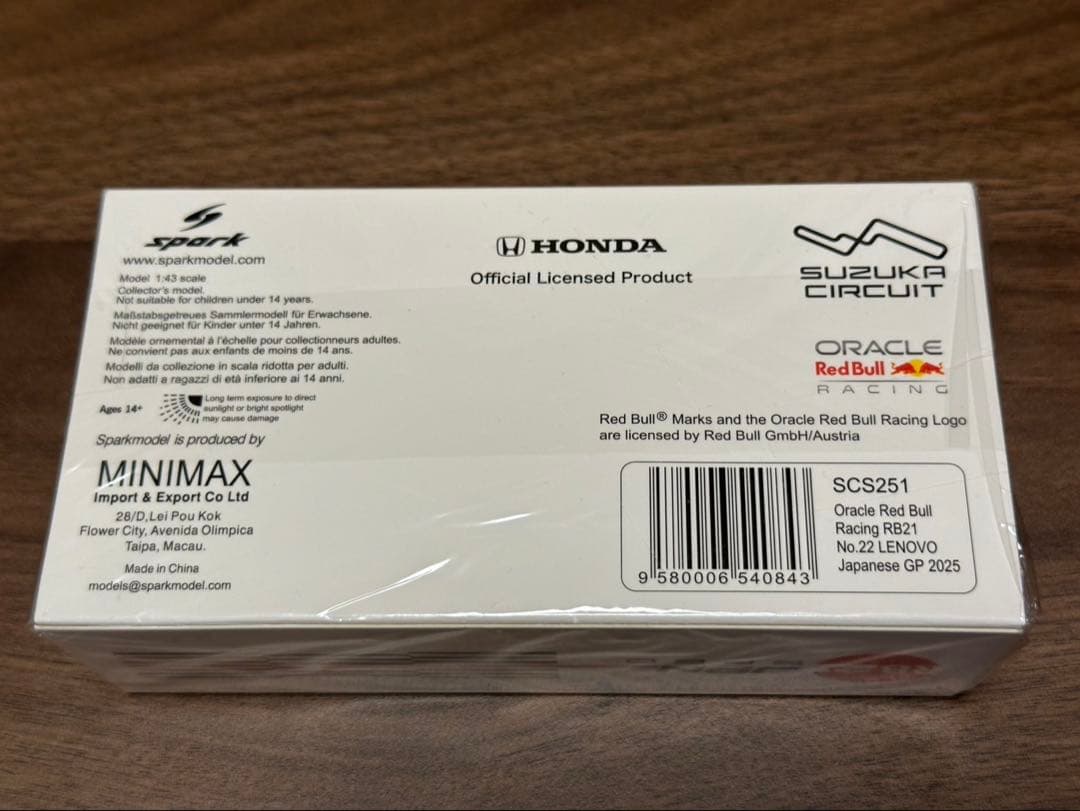 spark
www.sparkmodel.com
Model 1:43 scale
Collector's model.
Not suitable for children under 14 years.
Maßstabsgetreues Sammlermodell für Erwachsene.
Nicht geeignet für Kinder unter 14 Jahren.
Modèle ornemental à l'échelle pour collectionneurs adultes.
Ne convient pas aux enfants de moins de 14 ans.
Modelli da collezione in scala ridotta per adulti.
Non adatti a ragazzi di età inferiore ai 14 anni.
Ages 14+
Long term exposure to direct
sunlight or bright spotlight
may cause damage
Sparkmodel is produced by
MINIMAX
Import & Export Co Ltd
28/D,Lei Pou Kok
Flower City, Avenida Olimpica
Taipa, Macau.
Made in China
models@sparkmodel.com
HONDA
Official Licensed Product
SUZUKA
CIRCUIT
ORACLE
Red Bull
RACING
Red Bull® Marks and the Oracle Red Bull Racing Logo
are licensed by Red Bull GmbH/Austria
9 580006 540843
SCS251
Oracle Red Bull
Racing RB21
No.22 LENOVO
Japanese GP 2025